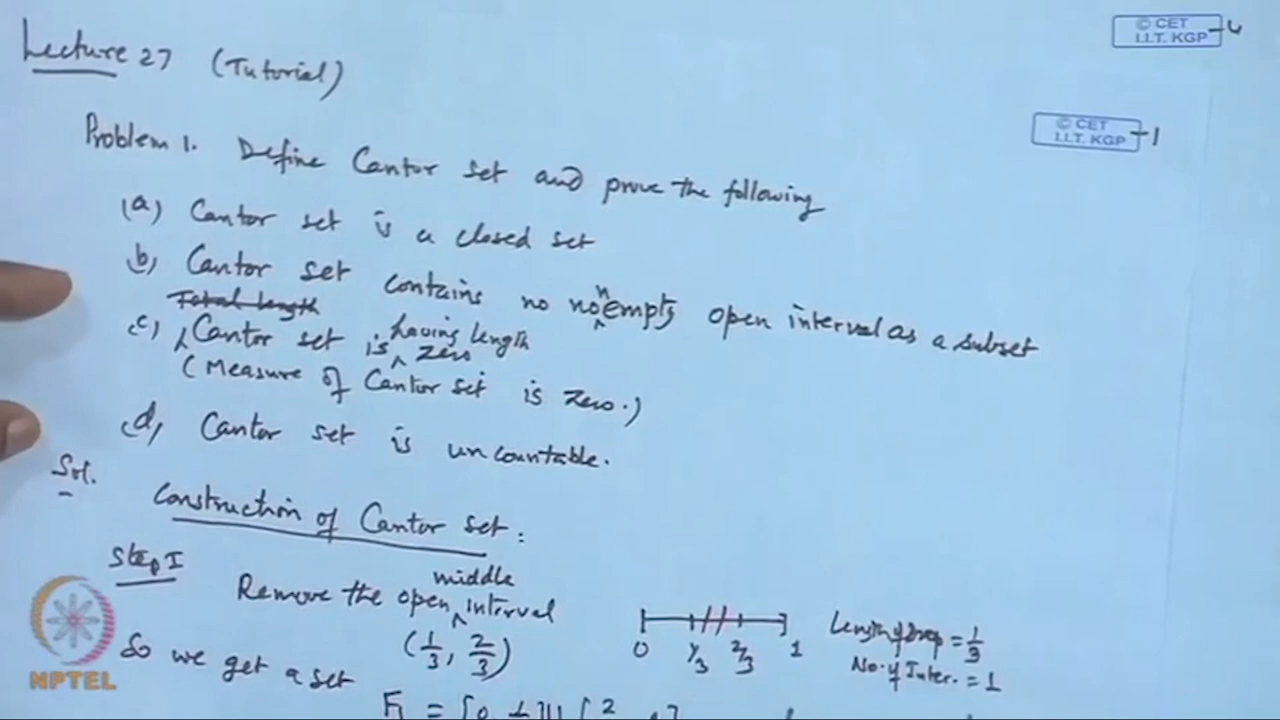 Lecture 27 (Tutorial)
© CET
I.I.T. KGP
© CET
I.I.T. KGP -1
Problem 1. Define Cantor set and prove the following
(a) Cantor set is a closed set
(b) Cantor set contains no nonempty open interval as a subset
Total length
(c) Cantor set is having length zero
(Measure of Cantor set is zero.)
(d) Cantor set is uncountable.
Sol.
Construction of Cantor set:
Step I
Remove the open middle interval
(1/3, 2/3)
0 1/3 2/3 1
Length of = 1/3
No. of Inter. = 1
So we get a set
NPTEL
F1 = [0, 1